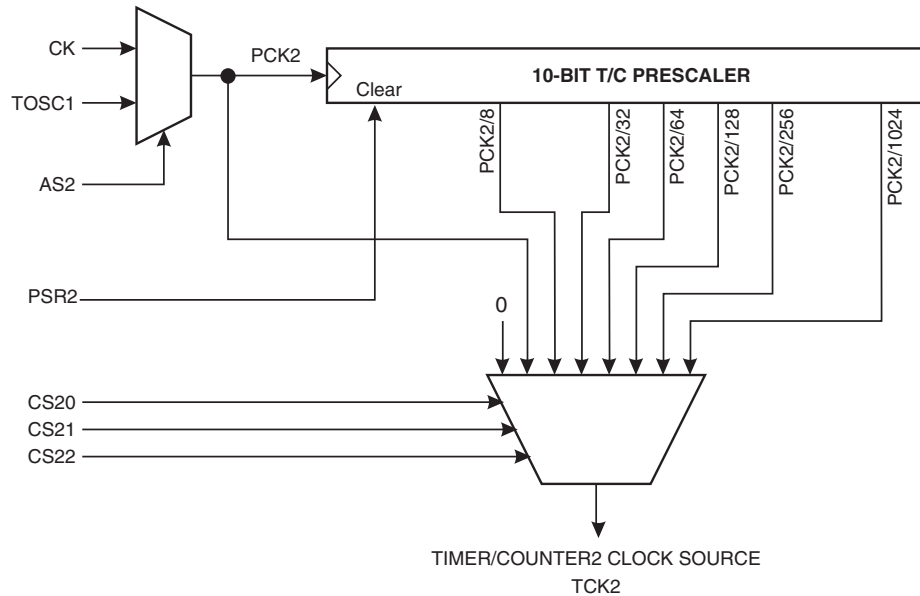 CK
PCK2
10-BIT T/C PRESCALER
Clear
TOSC1
PCK2/8
PCK2/32
PCK2/64
PCK2/128
PCK2/256
PCK2/1024
AS2
PSR2
0
CS20
CS21
CS22
TIMER/COUNTER2 CLOCK SOURCE
TCK2